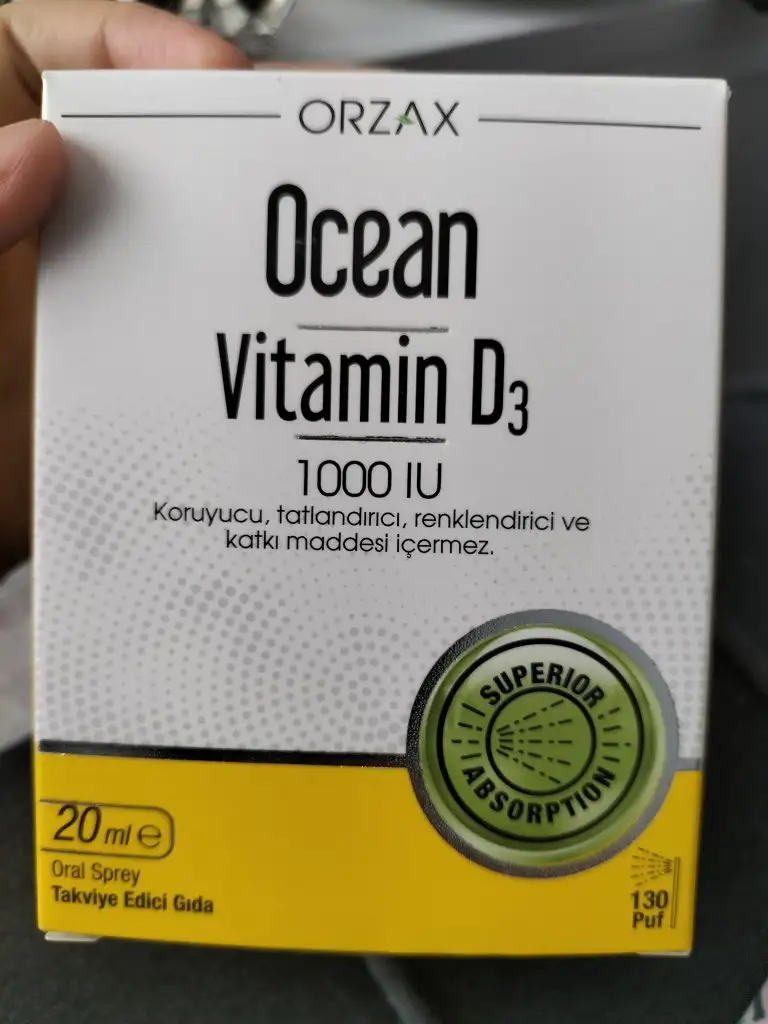 ORZAX
Ocean
Vitamin D3
1000 IU
Koruyucu, tatlandırıcı, renklendirici ve
katkı maddesi içermez.
SUPERIOR
ABSORPTION
20 ml e
Oral Sprey
Takviye Edici Gıda
130
Puf